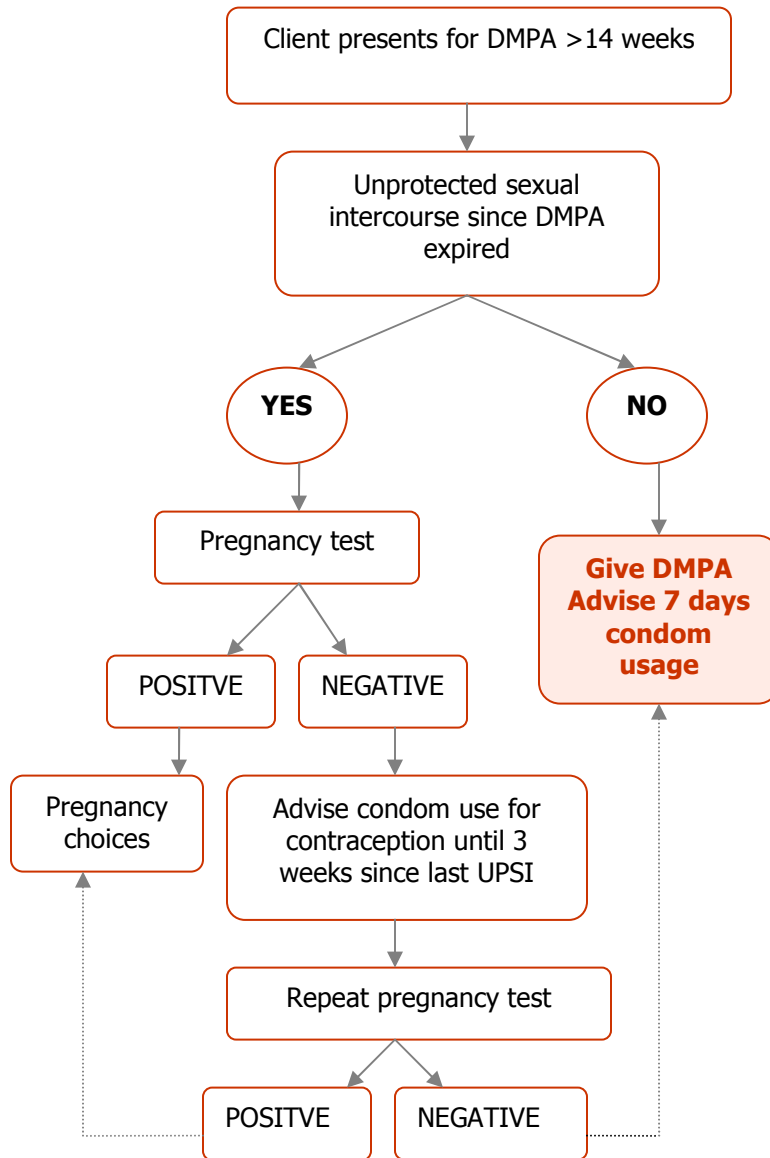 Client presents for DMPA >14 weeks
Unprotected sexual
intercourse since DMPA
expired
YES
NO
Pregnancy test
Give DMPA
Advise 7 days
condom
usage
POSITVE
NEGATIVE
Pregnancy
choices
Advise condom use for
contraception until 3
weeks since last UPSI
Repeat pregnancy test
POSITVE
NEGATIVE